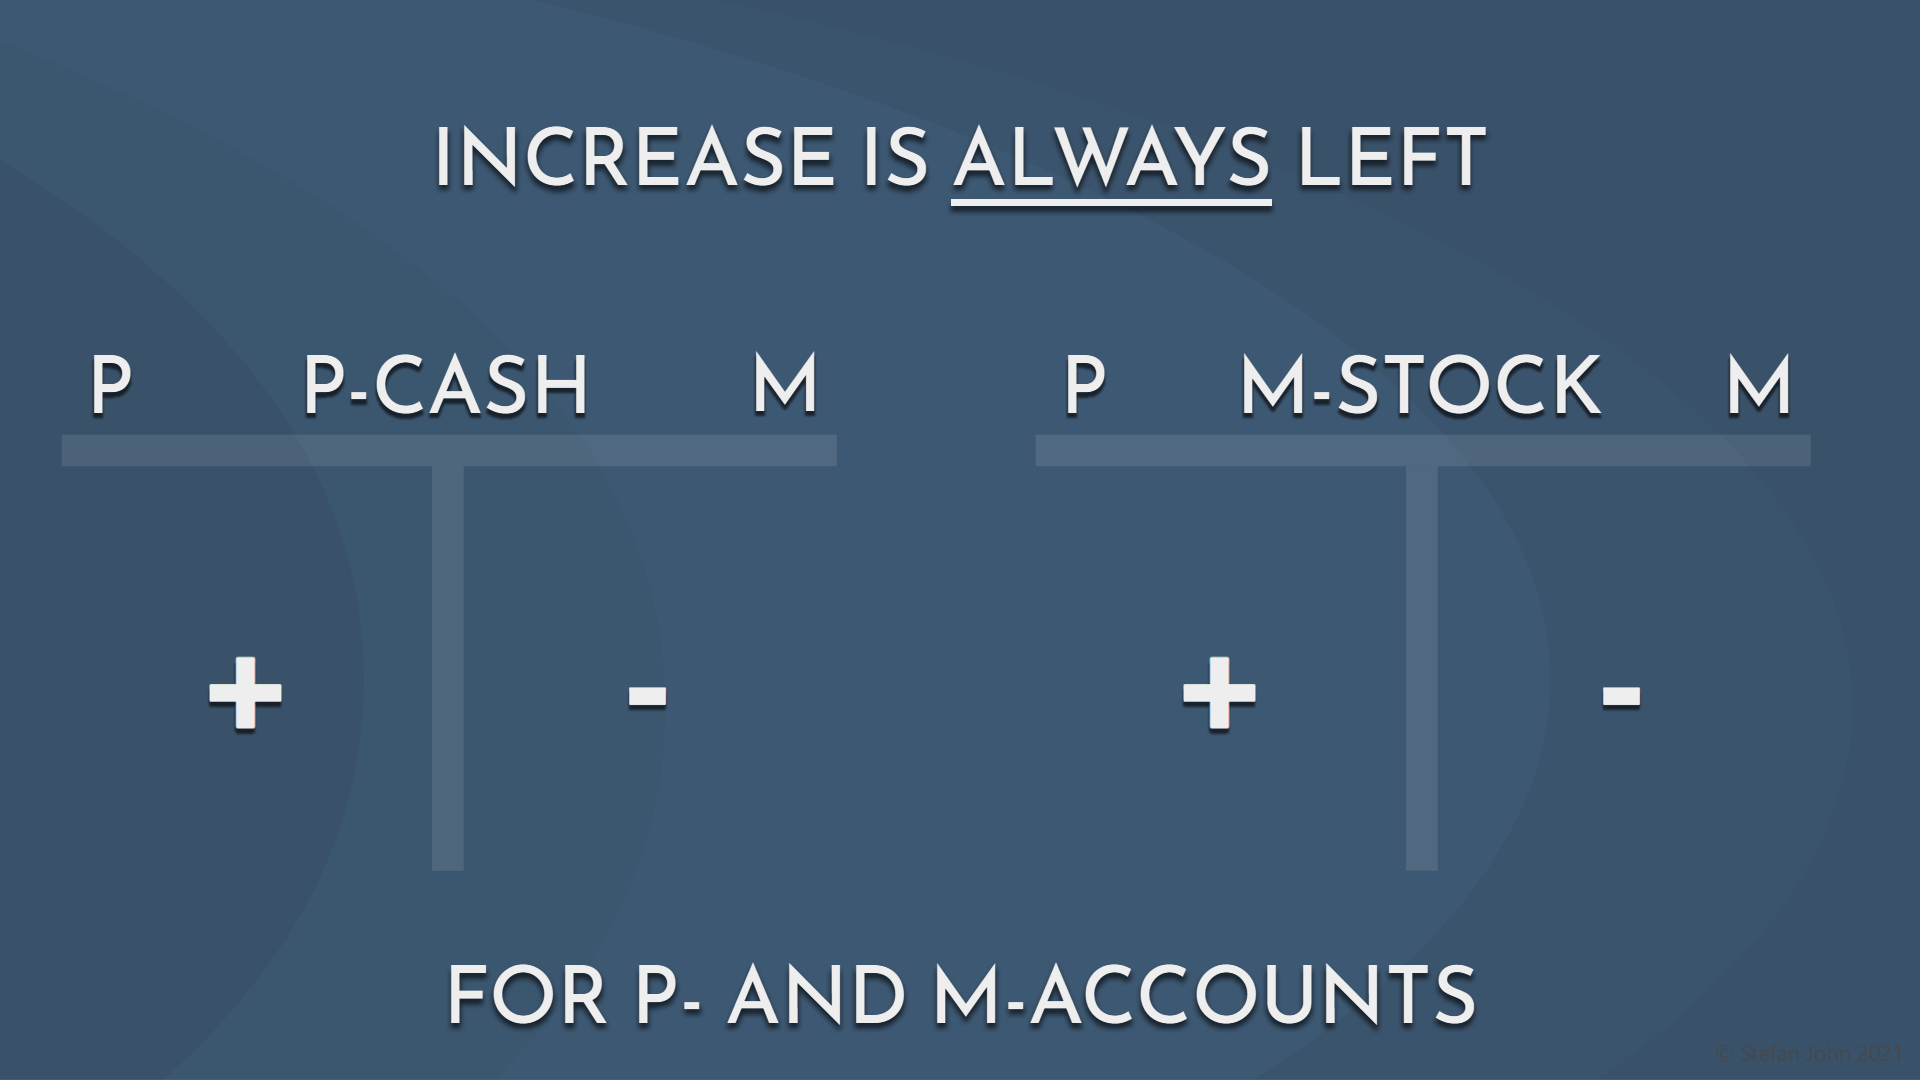 INCREASE IS ALWAYS LEFT
P P-CASH M P M-STOCK M
+ - + -
FOR P- AND M-ACCOUNTS
© Stefan John 2021